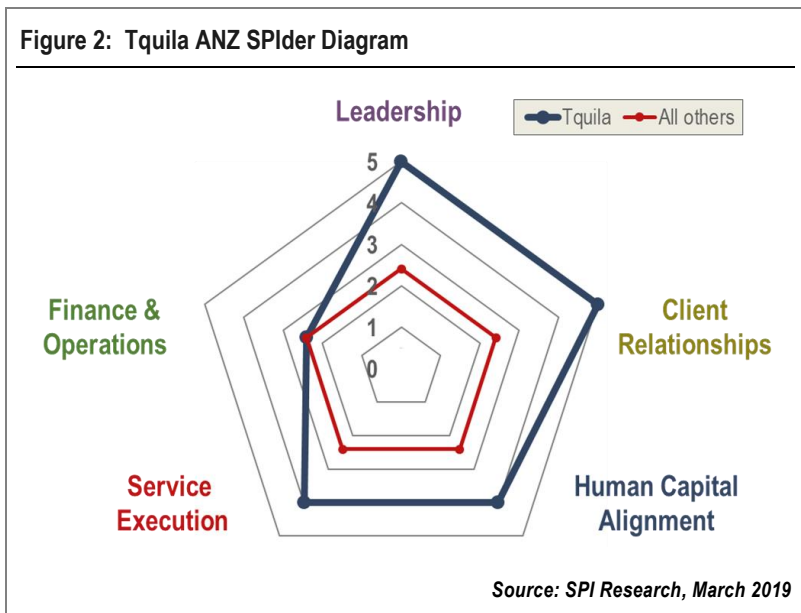 Figure 2: Tquila ANZ SPIder Diagram
Leadership
Tquila
All others
5
4
3
2
1
0
Finance &
Operations
Client
Relationships
Service
Execution
Human Capital
Alignment
Source: SPI Research, March 2019